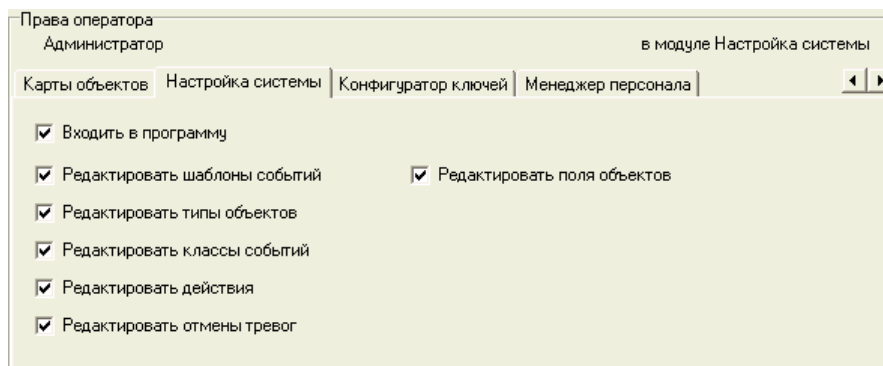 Права оператора
Администратор в модуле Настройка системы
Карты объектов Настройка системы Конфигуратор ключей Менеджер персонала
Входить в программу
Редактировать шаблоны событий Редактировать поля объектов
Редактировать типы объектов
Редактировать классы событий
Редактировать действия
Редактировать отмены тревог